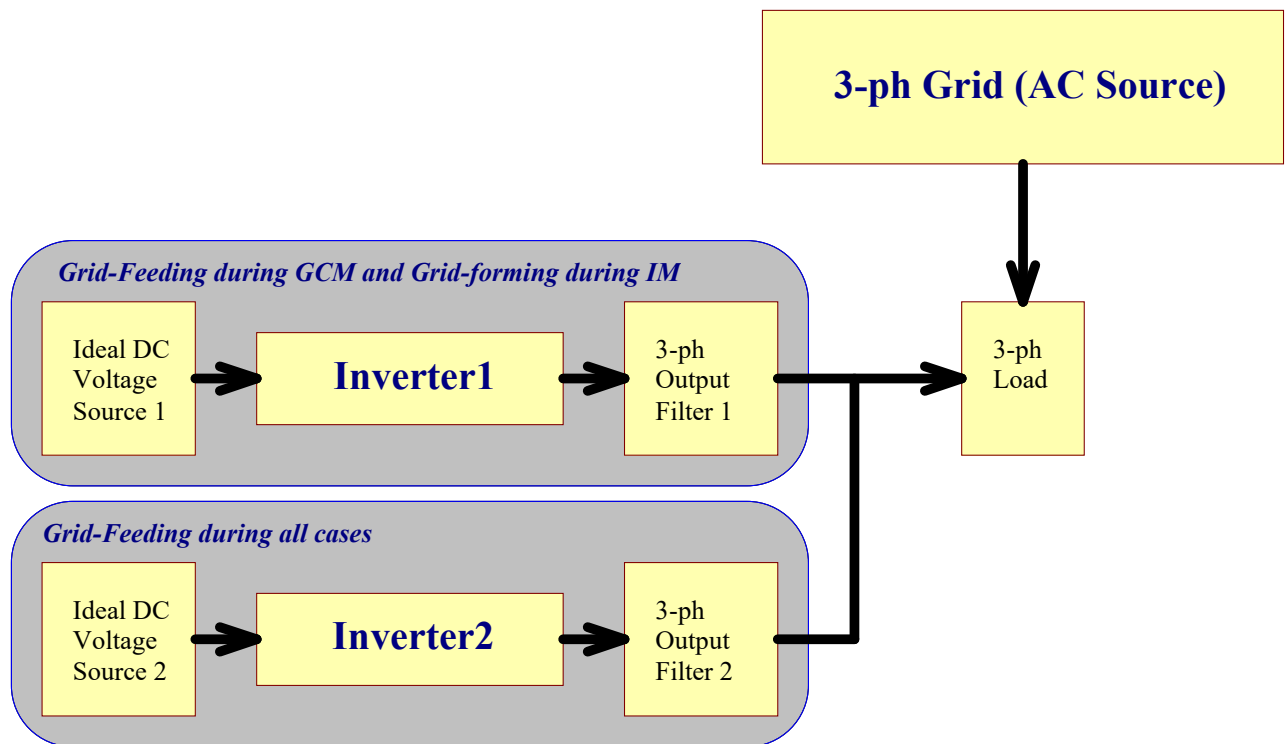 3-ph Grid (AC Source)
Grid-Feeding during GCM and Grid-forming during IM
Ideal DC
Voltage
Source 1
Inverter1
3-ph
Output
Filter 1
3-ph
Load
Grid-Feeding during all cases
Ideal DC
Voltage
Source 2
Inverter2
3-ph
Output
Filter 2